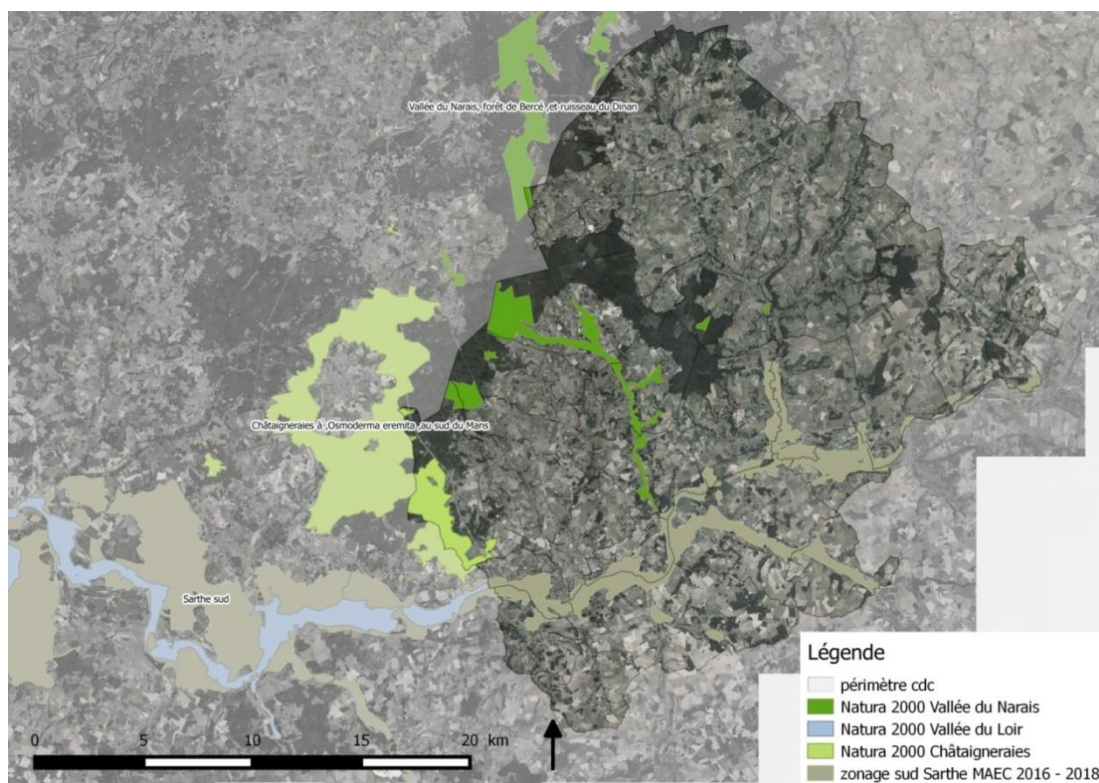 Vallée du Narais, forêt de Bercé ,et ruisseau du Dinan
Châtaigneraies à ,Osmoderma eremita ,au sud du Mans
Sarthe sud
Légende
périmètre cdc
Natura 2000 Vallée du Narais
Natura 2000 Vallée du Loir
Natura 2000 Châtaigneraies
zonage sud Sarthe MAEC 2016 - 2018
0 5 10 15 20 km